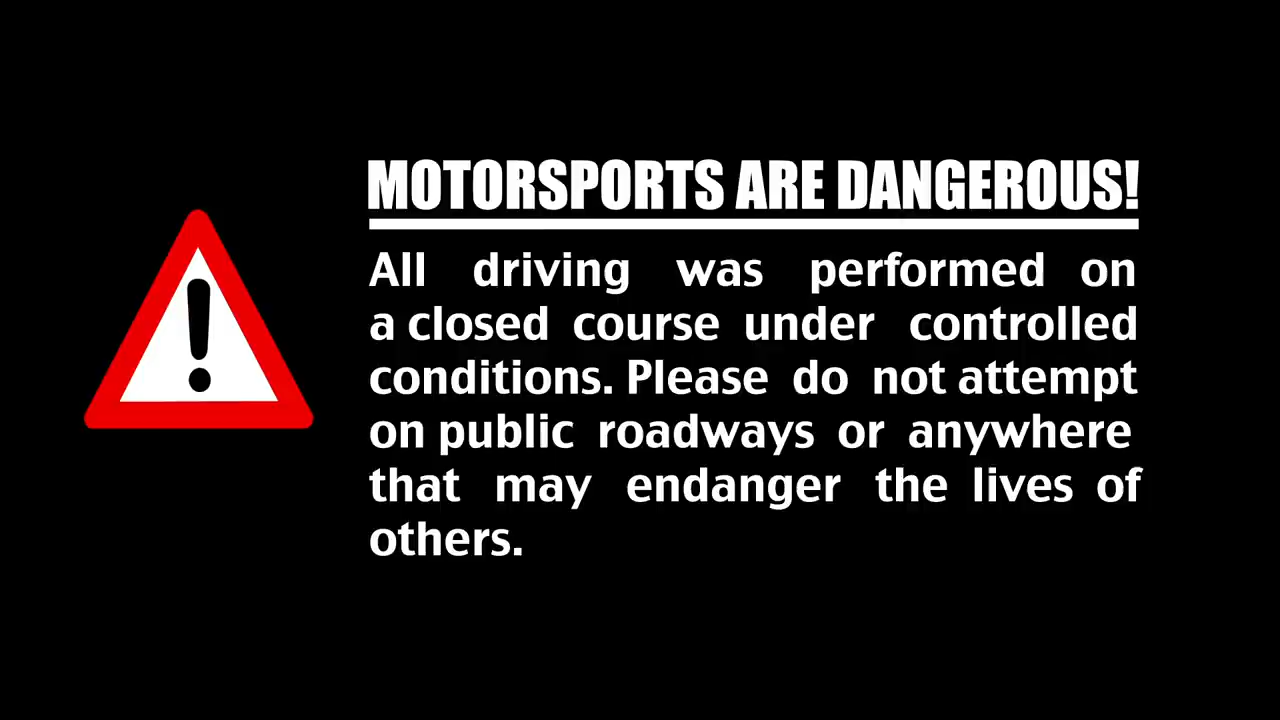 MOTORSPORTS ARE DANGEROUS!
All driving was performed on
a closed course under controlled
conditions. Please do not attempt
on public roadways or anywhere
that may endanger the lives of
others.